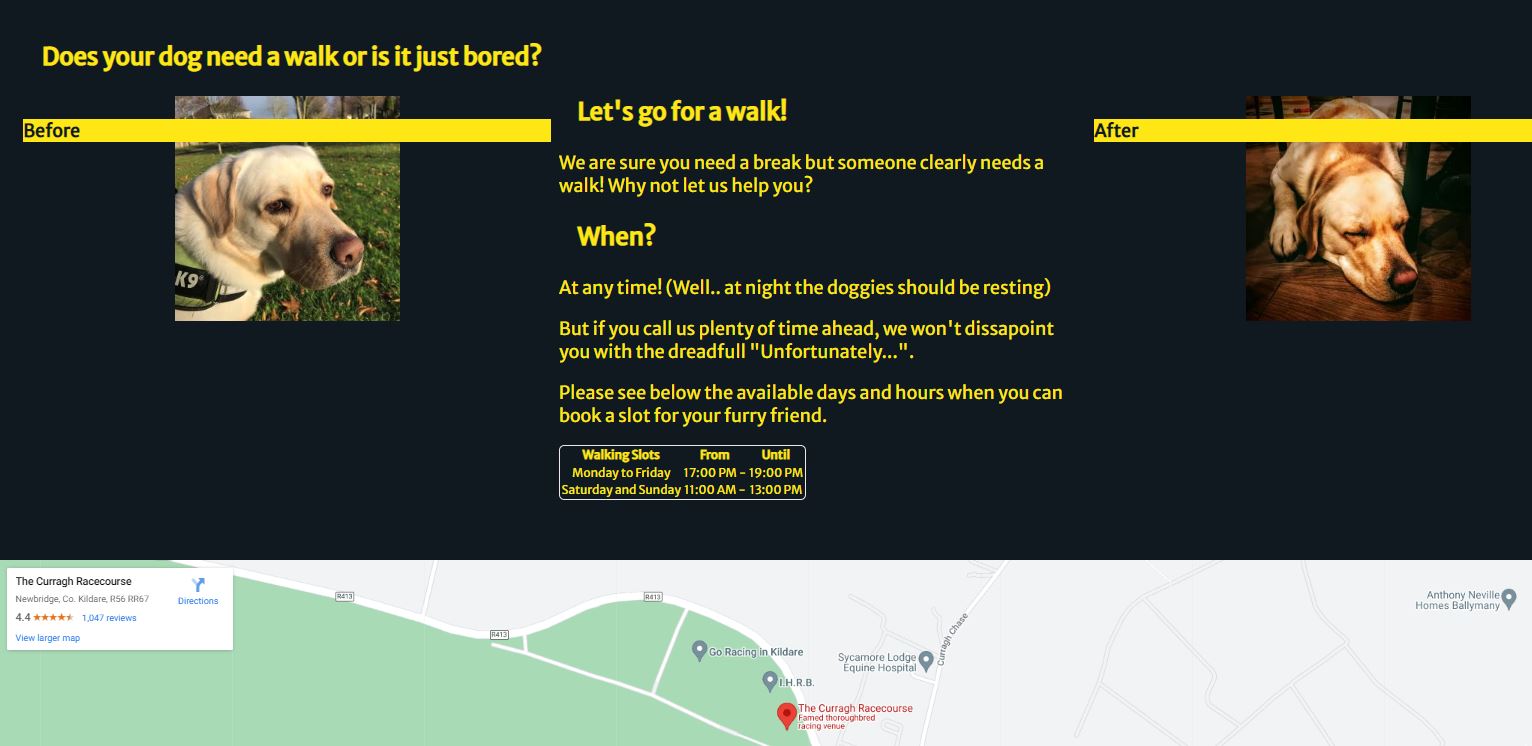 Does your dog need a walk or is it just bored?
Before
K9®
Let's go for a walk!
We are sure you need a break but someone clearly needs a
walk! Why not let us help you?
When?
At any time! (Well.. at night the doggies should be resting)
But if you call us plenty of time ahead, we won't dissapoint
you with the dreadfull "Unfortunately...".
Please see below the available days and hours when you can
book a slot for your furry friend.
Walking Slots From Until
Monday to Friday 17:00 PM - 19:00 PM
Saturday and Sunday 11:00 AM - 13:00 PM
After
The Curragh Racecourse
Newbridge, Co. Kildare, R56 RR67
Directions
4.4 1,047 reviews
View larger map
R413
R413
R413
Go Racing in Kildare
I.H.R.B.
The Curragh Racecourse
Famed thoroughbred
racing venue
Sycamore Lodge
Equine Hospital
Curragh Chase
Anthony Neville
Homes Ballymany